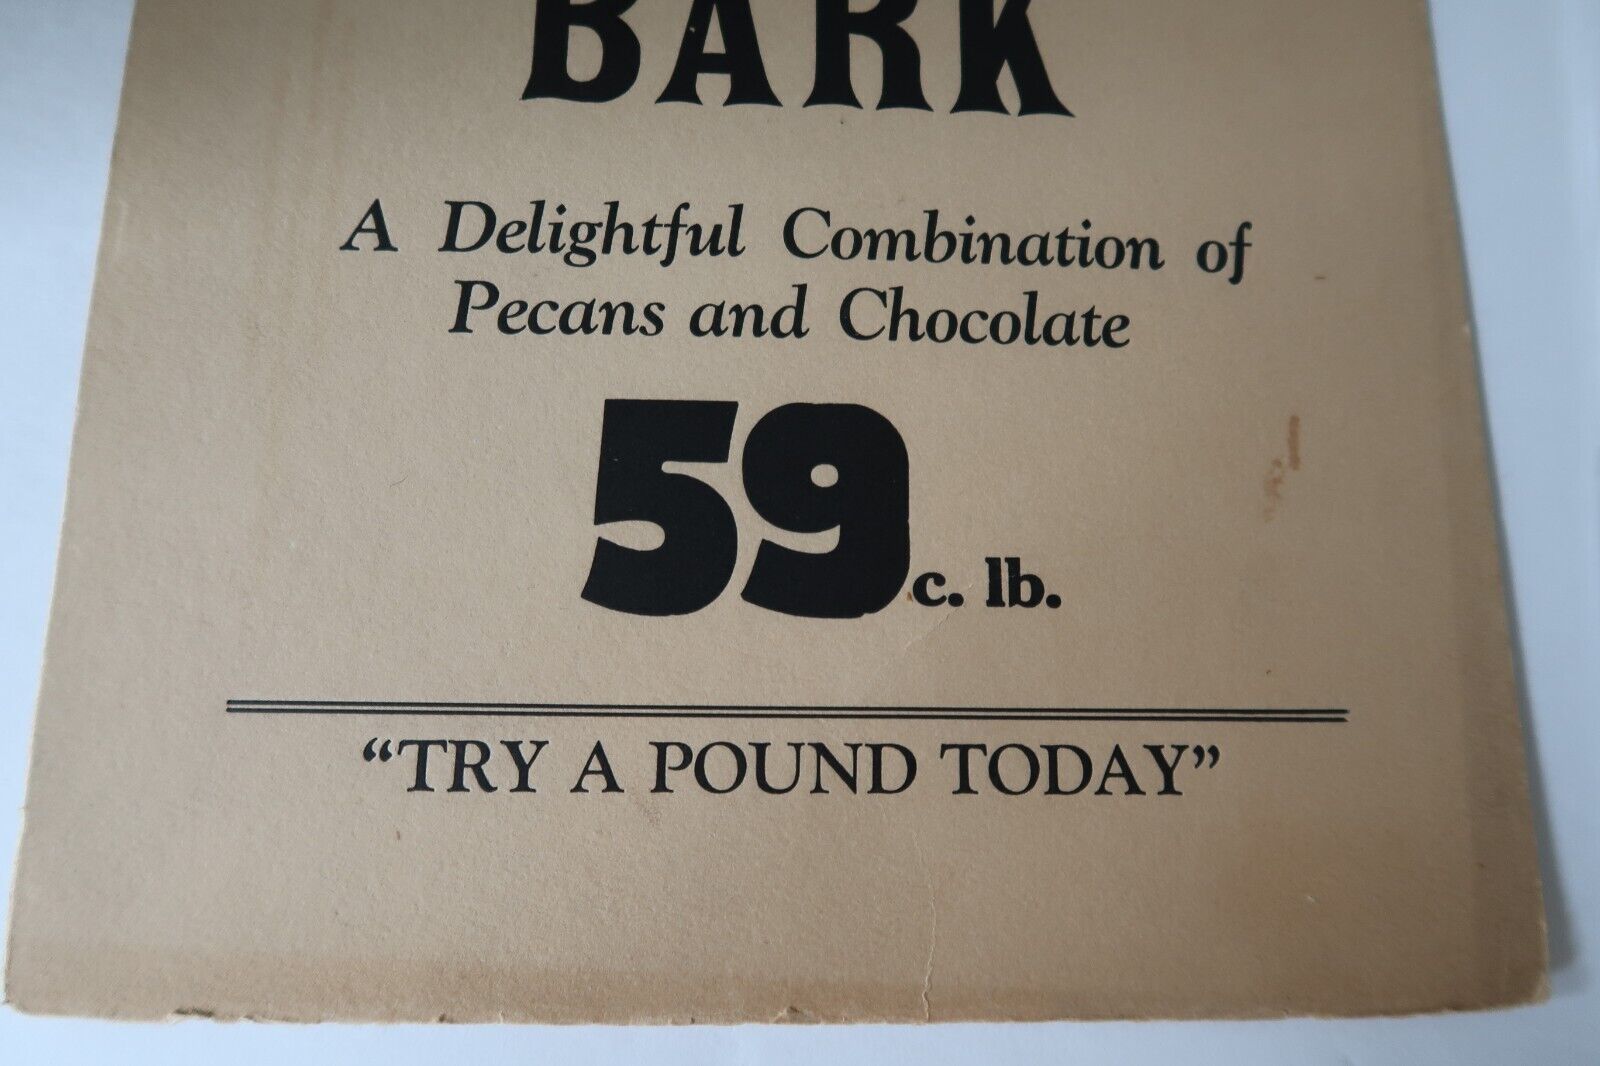 BARK
A Delightful Combination of
Pecans and Chocolate
59c. lb.
"TRY A POUND TODAY"